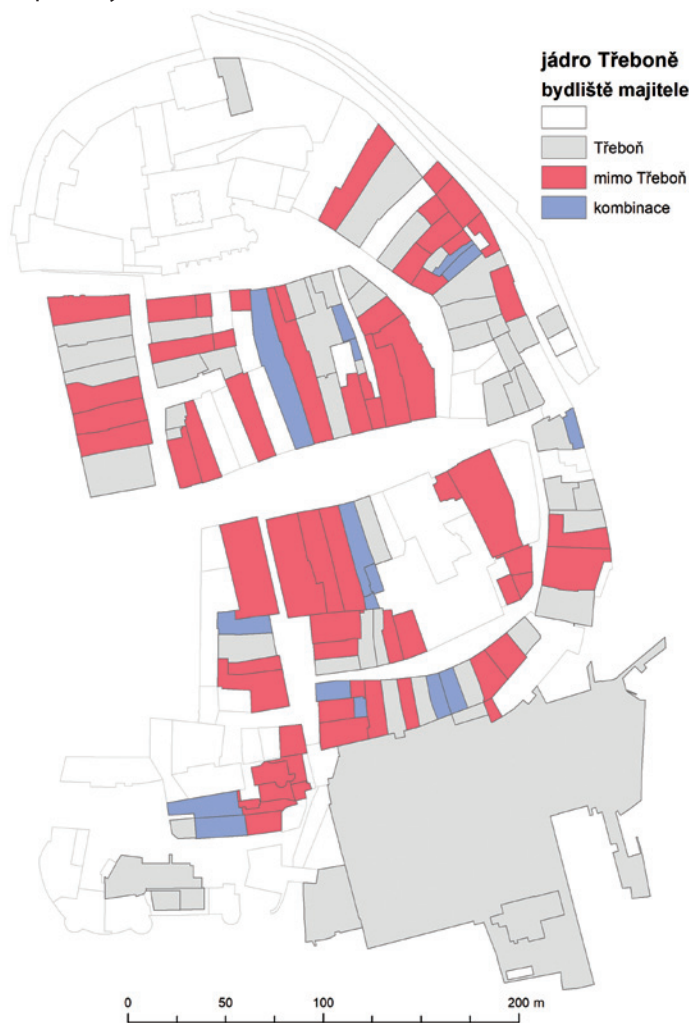 jádro Třeboně
bydliště majitele
Třeboň
mimo Třeboň
kombinace
0 50 100 200 m